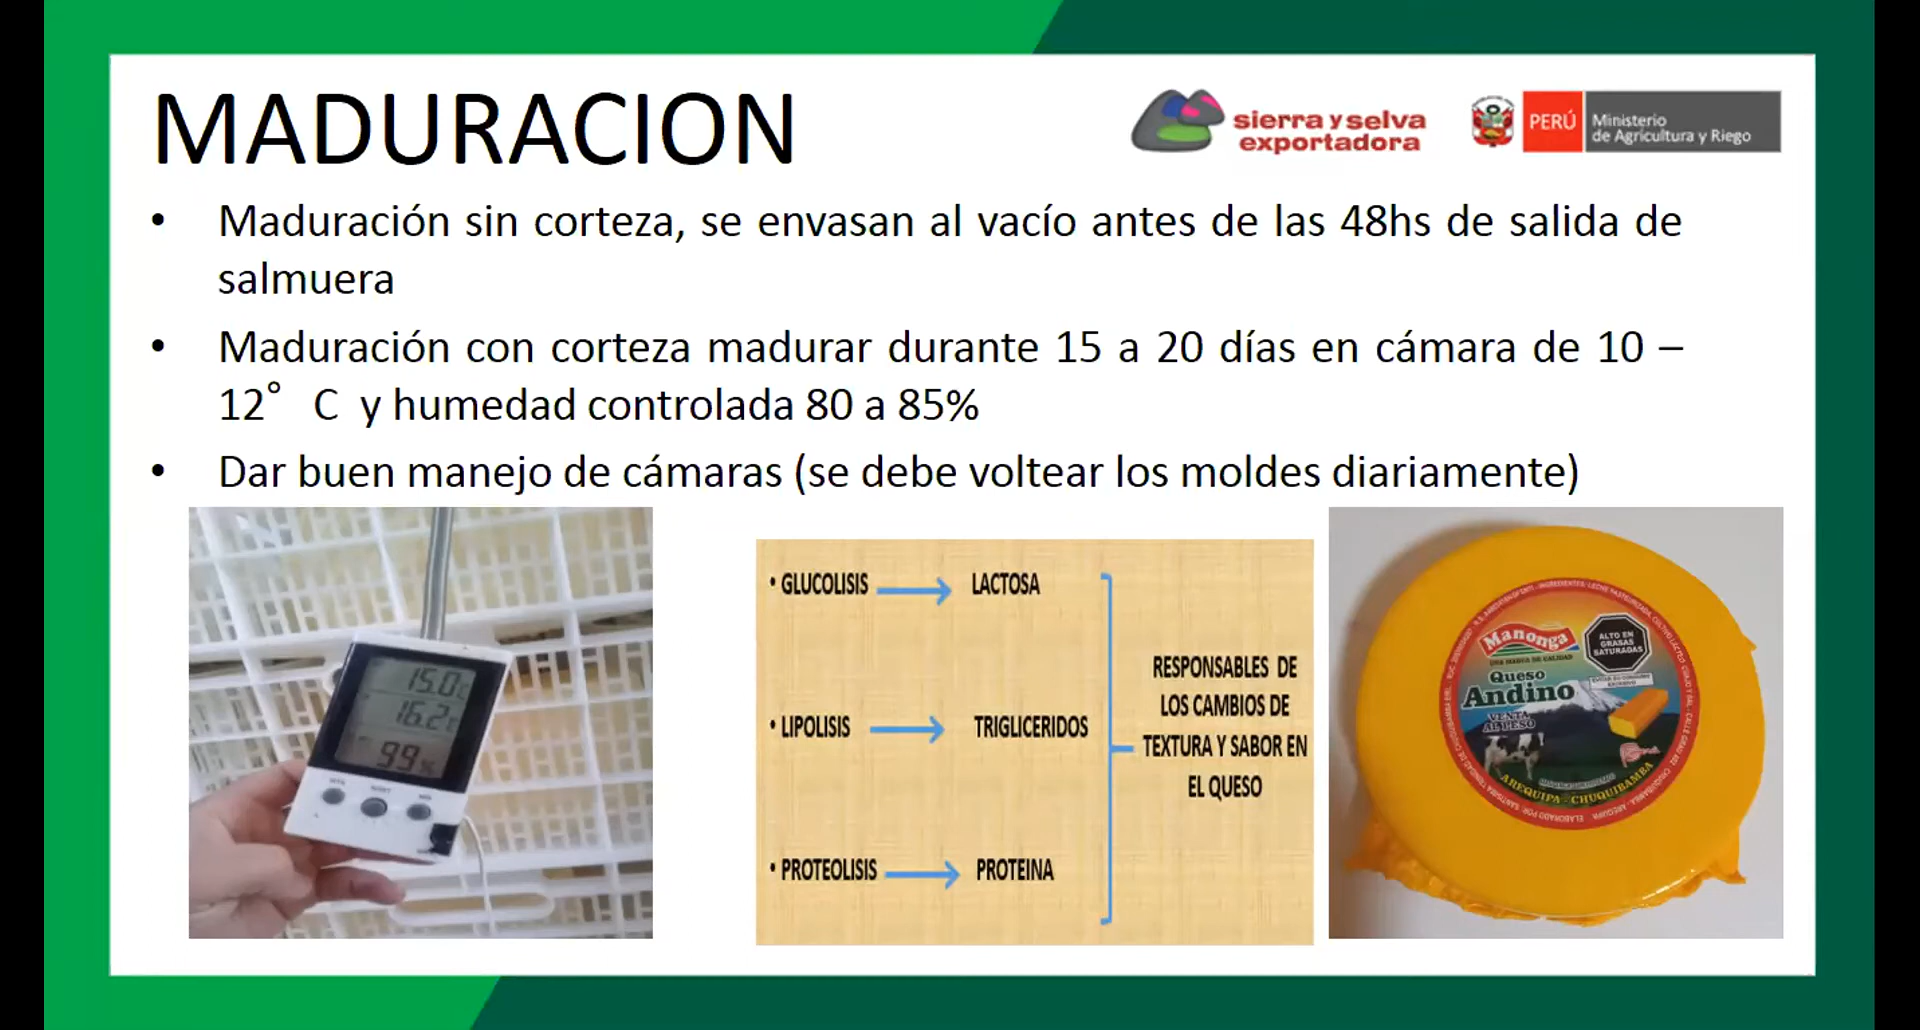 MADURACION
sierra y selva
exportadora
PERÚ
Ministerio
de Agricultura y Riego
• Maduración sin corteza, se envasan al vacío antes de las 48hs de salida de
salmuera
• Maduración con corteza madurar durante 15 a 20 días en cámara de 10 –
12° C y humedad controlada 80 a 85%
• Dar buen manejo de cámaras (se debe voltear los moldes diariamente)
15.0
16.2
99%
• GLUCOLISIS
LACTOSA
• LIPOLISIS
TRIGLICERIDOS
• PROTEOLISIS
PROTEINA
RESPONSABLES DE
LOS CAMBIOS DE
TEXTURA Y SABOR EN
EL QUESO
Manonga
UNA MARCA DE CALIDAD
ALTO EN
GRASAS
SATURADAS
Queso
Andino
VENTA
AL PESO
AREQUIPA - CHUQUIBAMBA